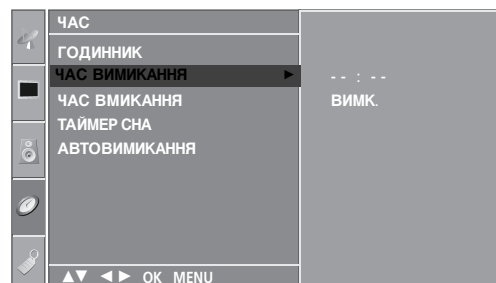 ЧАС
ГОДИННИК
ЧАС ВИМИКАННЯ ►
- - : - -
ЧАС ВМИКАННЯ
ВИМК.
ТАЙМЕР СНА
АВТОВИМИКАННЯ
▲▼ ◄► OK MENU